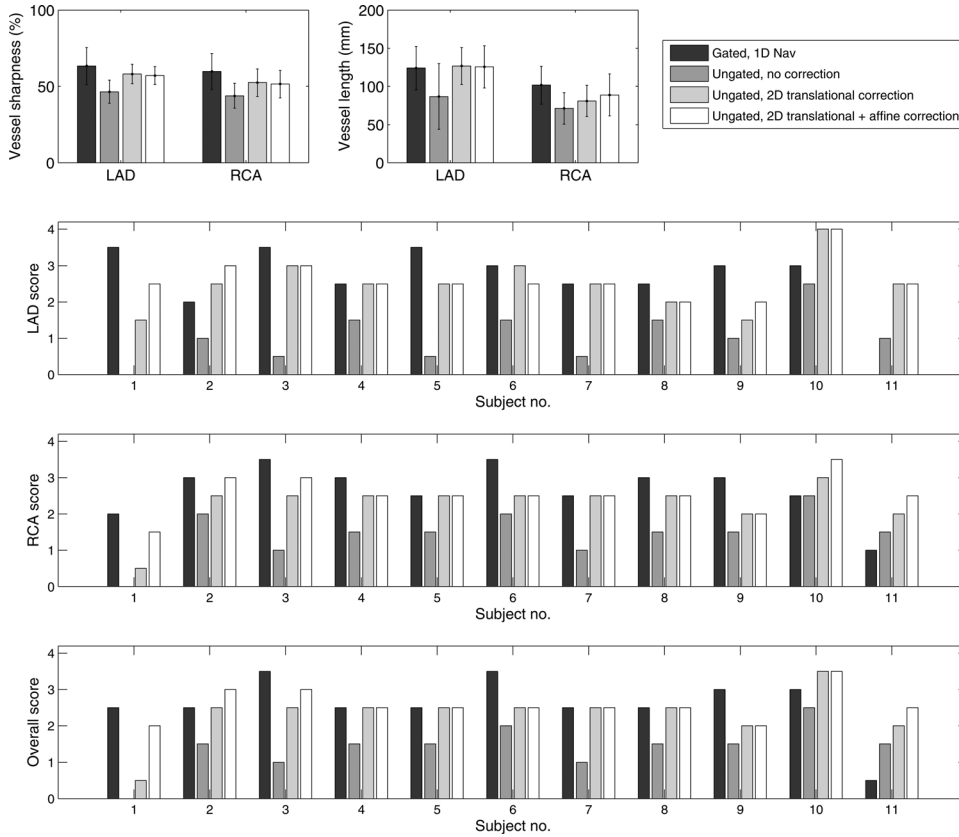 Vessel sharpness (%)
100
50
0
LAD RCA
Vessel length (mm)
200
150
100
50
0
LAD RCA
Gated, 1D Nav
Ungated, no correction
Ungated, 2D translational correction
Ungated, 2D translational + affine correction
LAD score
4
3
2
1
0
1 2 3 4 5 6 7 8 9 10 11
Subject no.
RCA score
4
3
2
1
0
1 2 3 4 5 6 7 8 9 10 11
Subject no.
Overall score
4
3
2
1
0
1 2 3 4 5 6 7 8 9 10 11
Subject no.